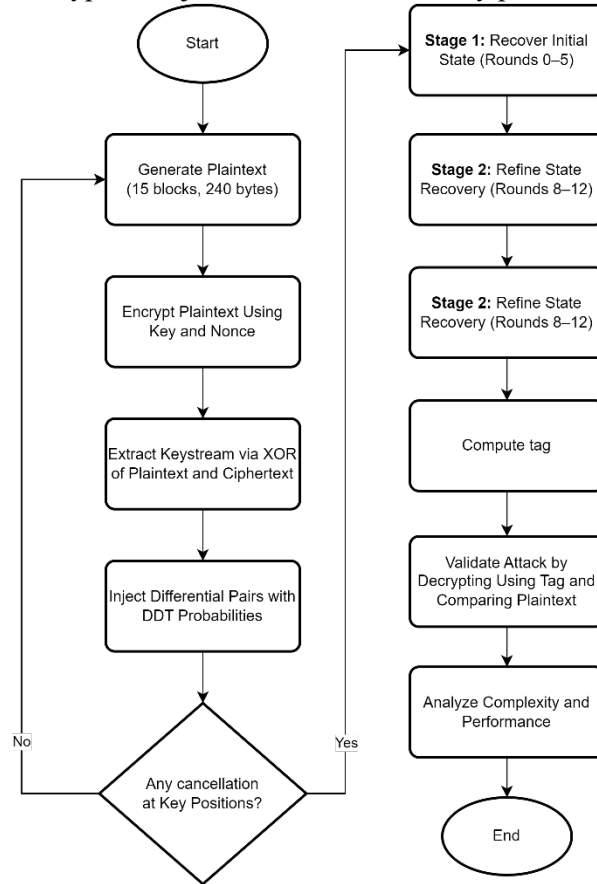 Start
Generate Plaintext
(15 blocks, 240 bytes)
Encrypt Plaintext Using
Key and Nonce
Extract Keystream via XOR
of Plaintext and Ciphertext
Inject Differential Pairs with
DDT Probabilities
Any cancellation
at Key Positions?
No
Yes
Stage 1: Recover Initial
State (Rounds 0–5)
Stage 2: Refine State
Recovery (Rounds 8–12)
Stage 2: Refine State
Recovery (Rounds 8–12)
Compute tag
Validate Attack by
Decrypting Using Tag and
Comparing Plaintext
Analyze Complexity and
Performance
End